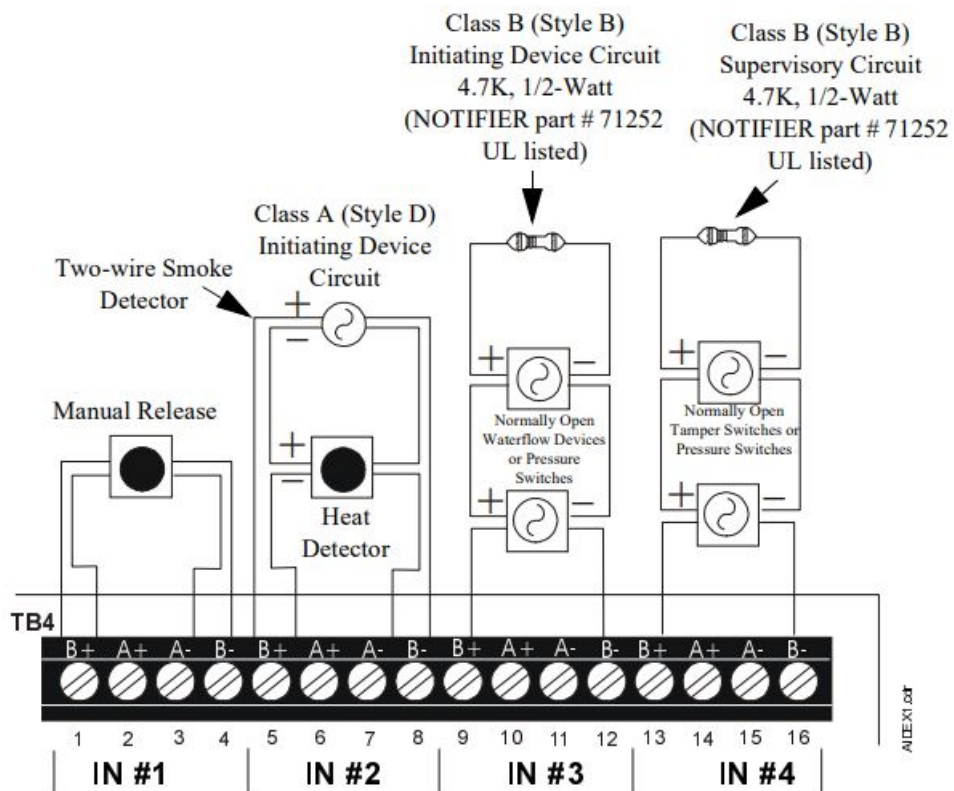 Class B (Style B)
Initiating Device Circuit
4.7K, 1/2-Watt
(NOTIFIER part # 71252
UL listed)
Class B (Style B)
Supervisory Circuit
4.7K, 1/2-Watt
(NOTIFIER part # 71252
UL listed)
Class A (Style D)
Initiating Device
Circuit
Two-wire Smoke
Detector
+
−
Manual Release
+
−
Heat
Detector
+ −
Normally Open
Waterflow Devices
or Pressure
Switches
+ −
+ −
Normally Open
Tamper Switches or
Pressure Switches
+ −
TB4
B+ A+ A- B- B+ A+ A- B- B+ A+ A- B- B+ A+ A- B-
1 2 3 4 5 6 7 8 9 10 11 12 13 14 15 16
IN #1 IN #2 IN #3 IN #4
AIDEX1.cdr